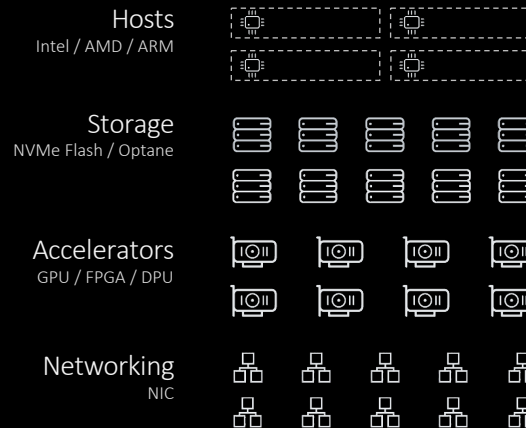 Hosts
Intel / AMD / ARM
Storage
NVMe Flash / Optane
Accelerators
GPU / FPGA / DPU
Networking
NIC